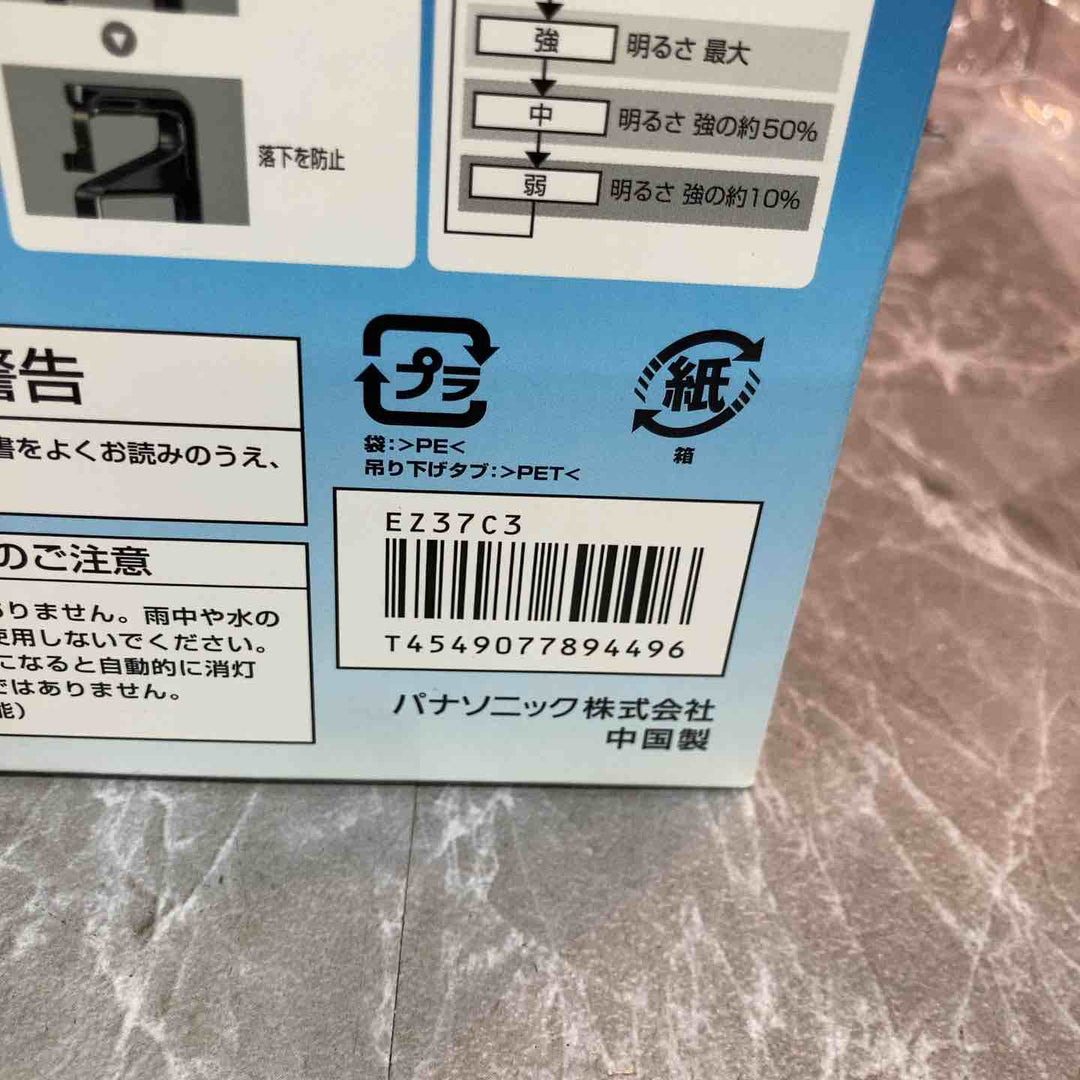 強 明るさ 最大
中 明るさ 強の約50%
弱 明るさ 強の約10%
落下を防止
警告
書をよくお読みのうえ、
のご注意
ありません。雨中や水の
使用しないでください。
になると自動的に消灯
ではありません。
能)
プラ
袋:>PE<
吊り下げタブ:>PET<
紙
箱
EZ37C3
T4549077894496
パナソニック株式会社
中国製